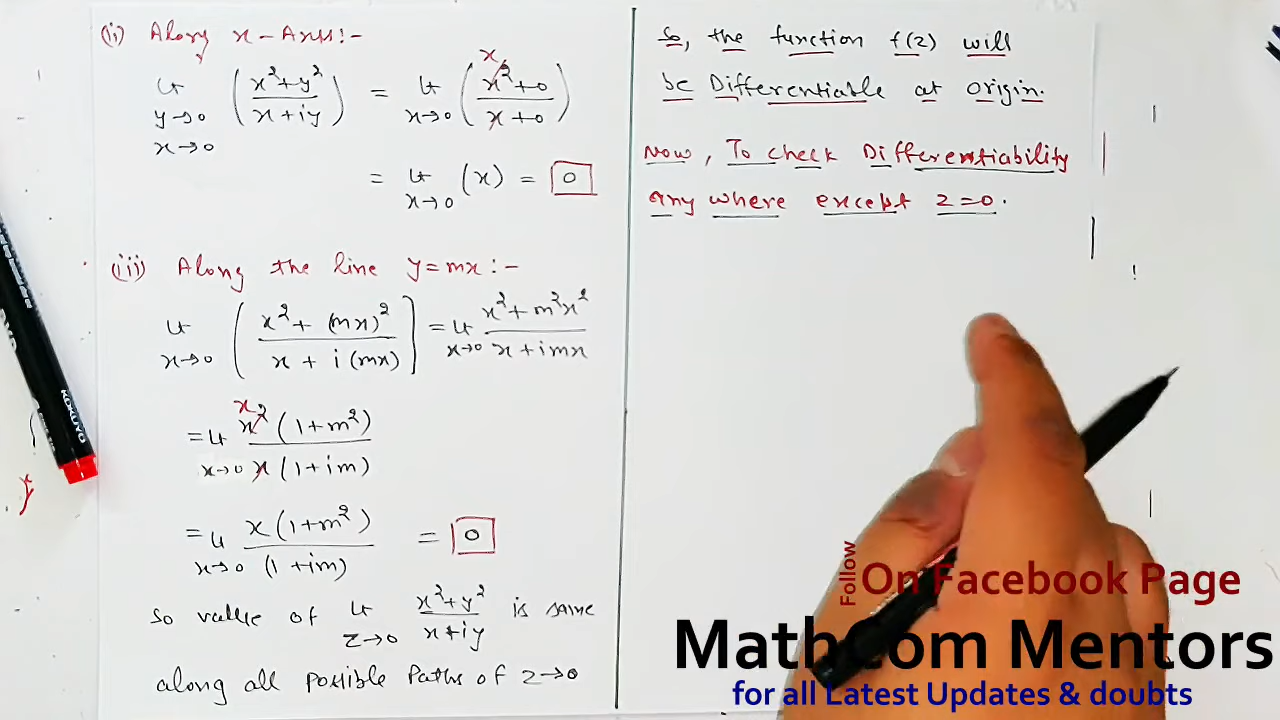 (ii) Along x-Axis:-
lt y→0 x→0 (x²+y² / x+iy) = lt x→0 (x²+0 / x+0) x
= lt x→0 (x) = 0
(iii) Along the line y=mx:-
lt x→0 [x²+(mx)² / x+i(mx)] = lt x→0 x²+m²x² / x+imx
= lt x→0 x² (1+m²) / x (1+im) x
= lt x→0 x(1+m²) / (1+im) = 0
So value of lt z→0 x²+y² / x+iy is same
along all possible Paths of z→0
So, the function f(z) will
be Differentiable at origin.
Now, To check Differentiability
any where except z=0.
KOKUYO
y
Follow
On Facebook Page
MathCom Mentors
for all Latest Updates & doubts